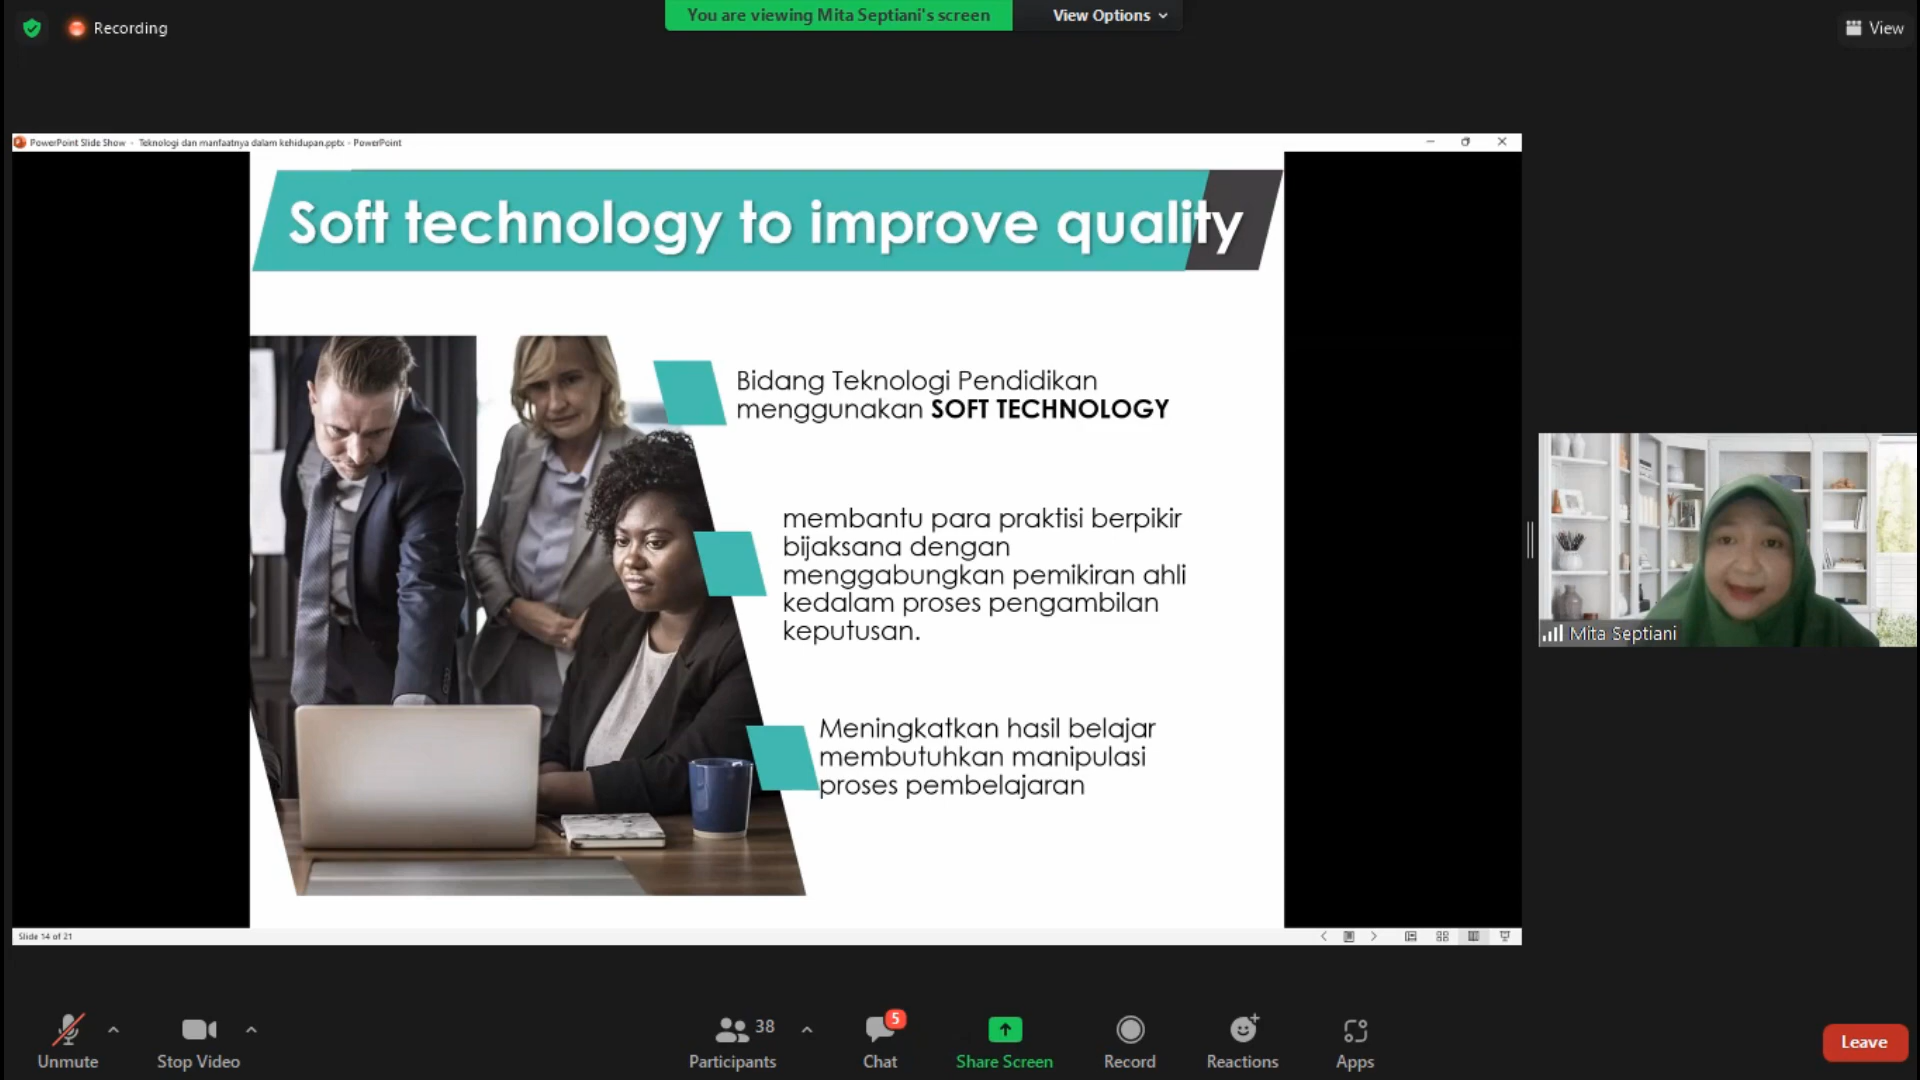 Recording
You are viewing Mita Septiani's screen
View Options
View
PowerPoint Slide Show - Teknologi dan manfaatnya dalam kehidupan.pptx - PowerPoint
Soft technology to improve quality
Bidang Teknologi Pendidikan
menggunakan SOFT TECHNOLOGY
membantu para praktisi berpikir
bijaksana dengan
menggabungkan pemikiran ahli
kedalam proses pengambilan
keputusan.
Meningkatkan hasil belajar
membutuhkan manipulasi
proses pembelajaran
Mita Septiani
Slide 14 of 21
Unmute
Stop Video
38
Participants
5
Chat
Share Screen
Record
Reactions
Apps
Leave